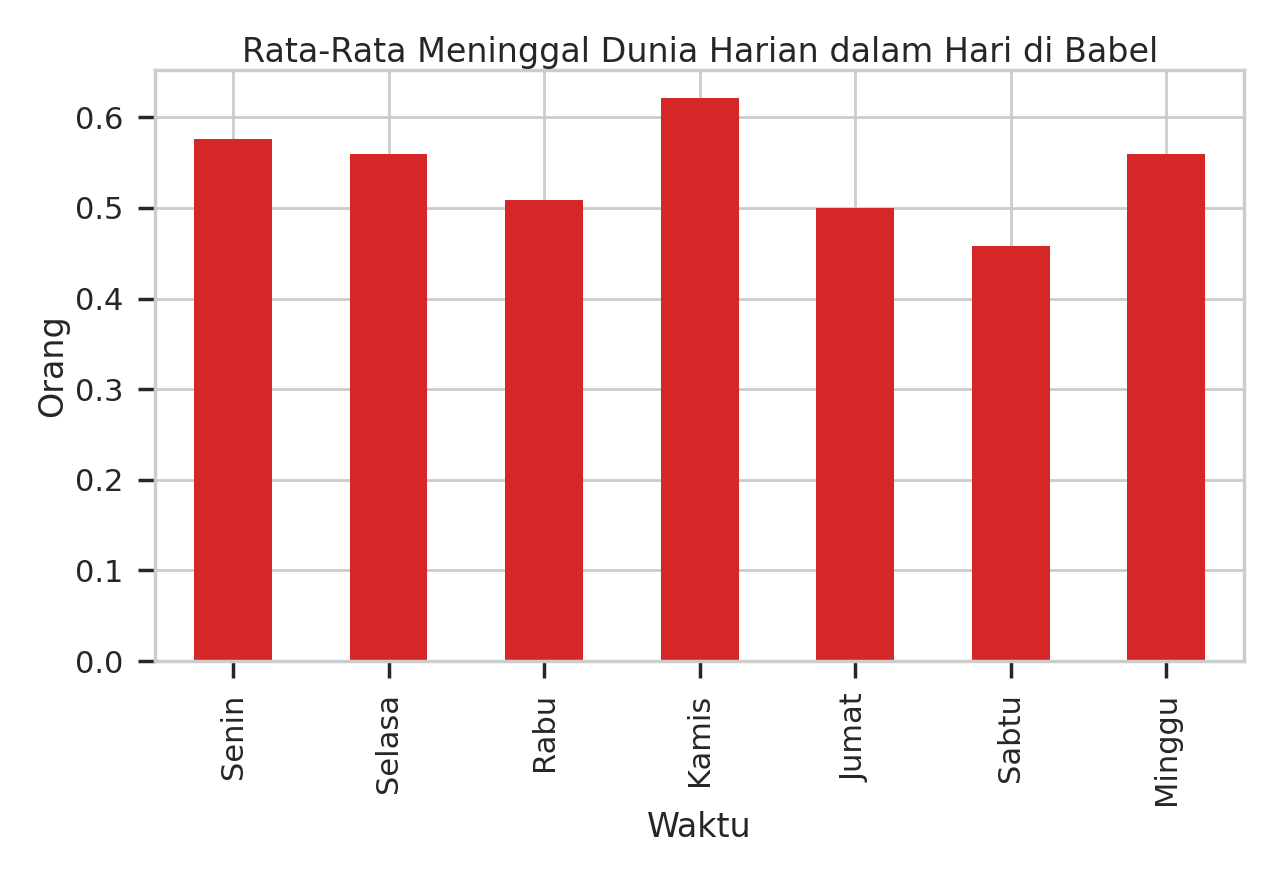 Rata-Rata Meninggal Dunia Harian dalam Hari di Babel
Orang
0.6
0.5
0.4
0.3
0.2
0.1
0.0
Senin
Selasa
Rabu
Kamis
Jumat
Sabtu
Minggu
Waktu